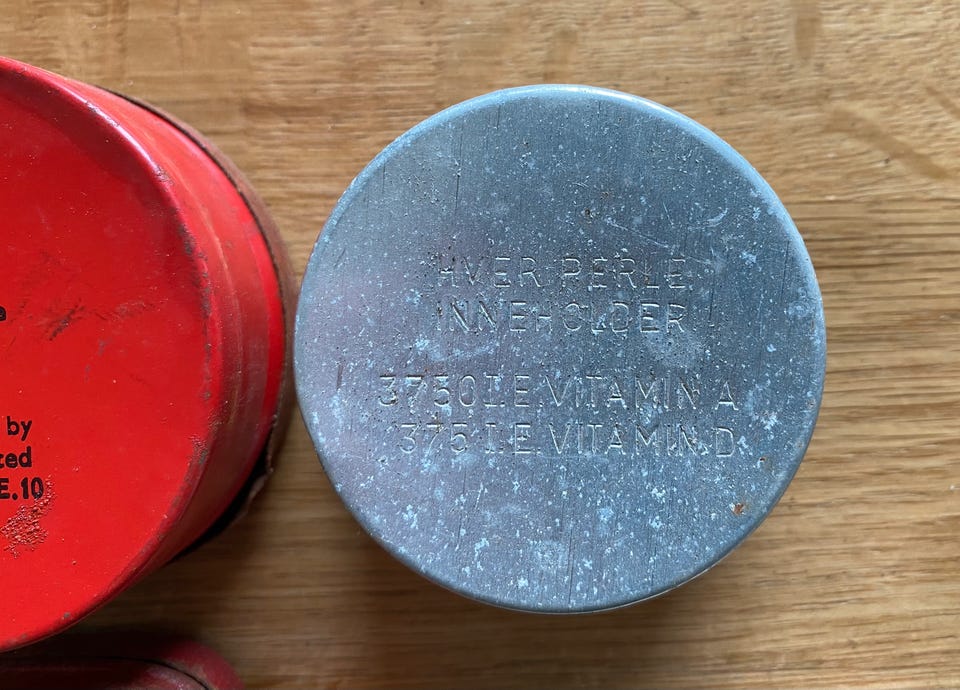 HVER PERLE
INNEHOLDER
3750 I.E. VITAMIN A
375 I.E. VITAMIN D
by
E.10